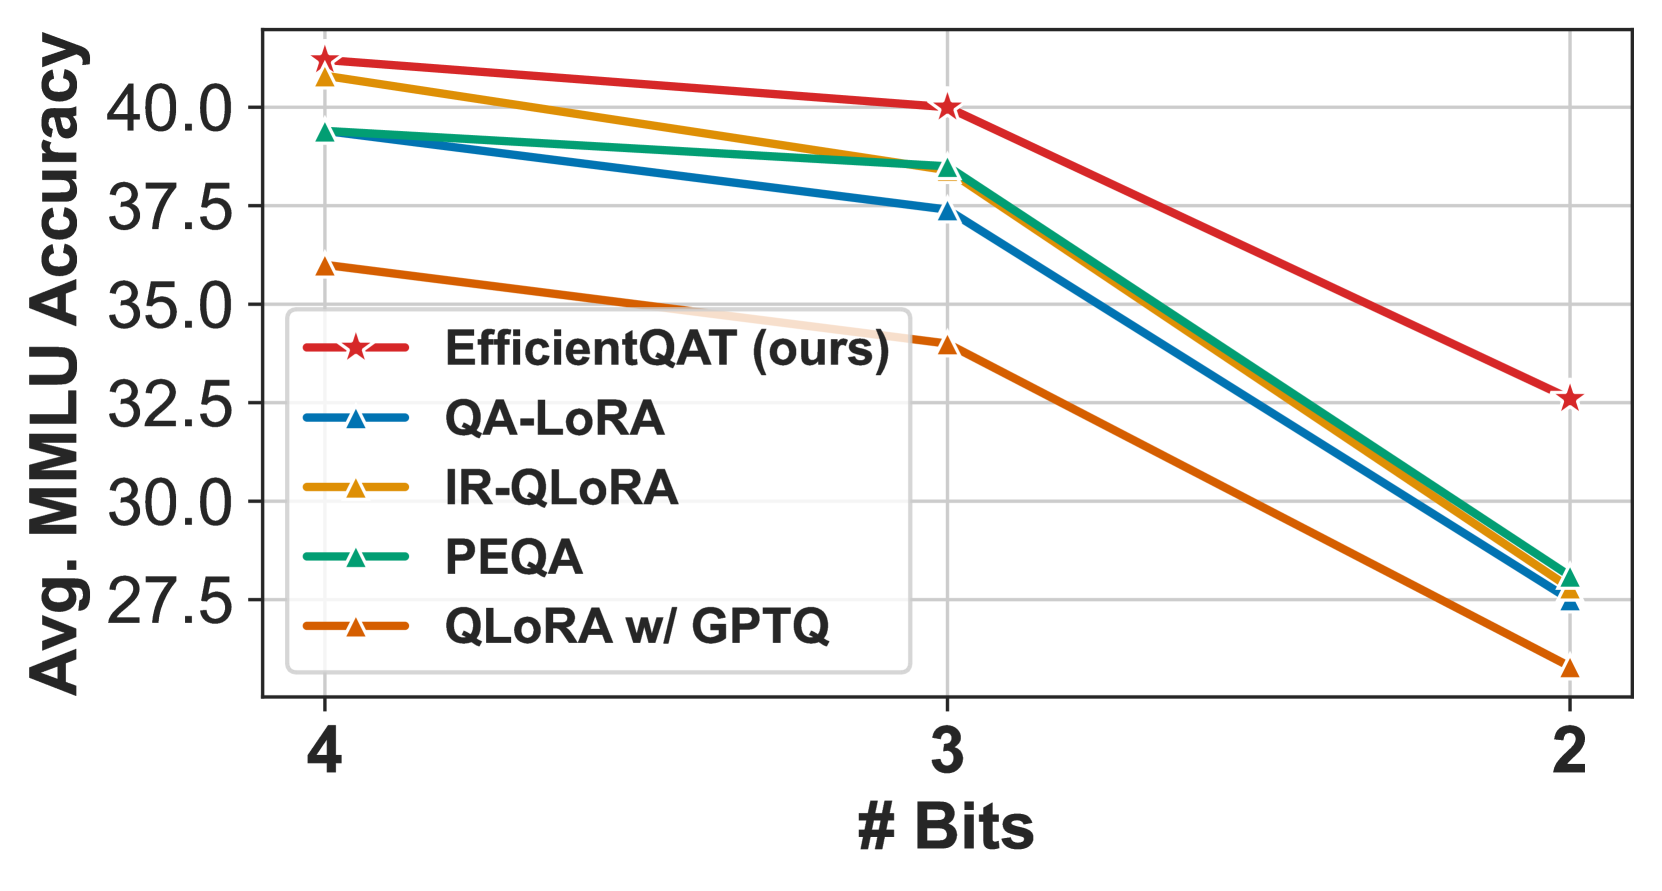 Avg. MMLU Accuracy
40.0
37.5
35.0
32.5
30.0
27.5
EfficientQAT (ours)
QA-LoRA
IR-QLoRA
PEQA
QLoRA w/ GPTQ
4 3 2
# Bits